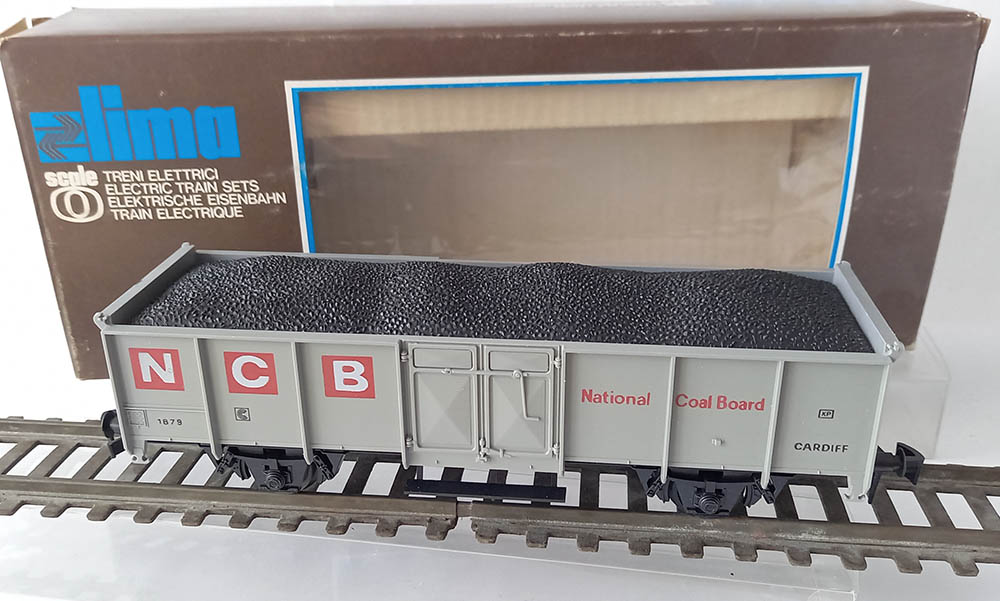 lima
scale
O
TRENI ELETTRICI
ELECTRIC TRAIN SETS
ELEKTRISCHE EISENBAHN
TRAIN ELECTRIQUE
N C B
1879
National Coal Board
KP
CARDIFF